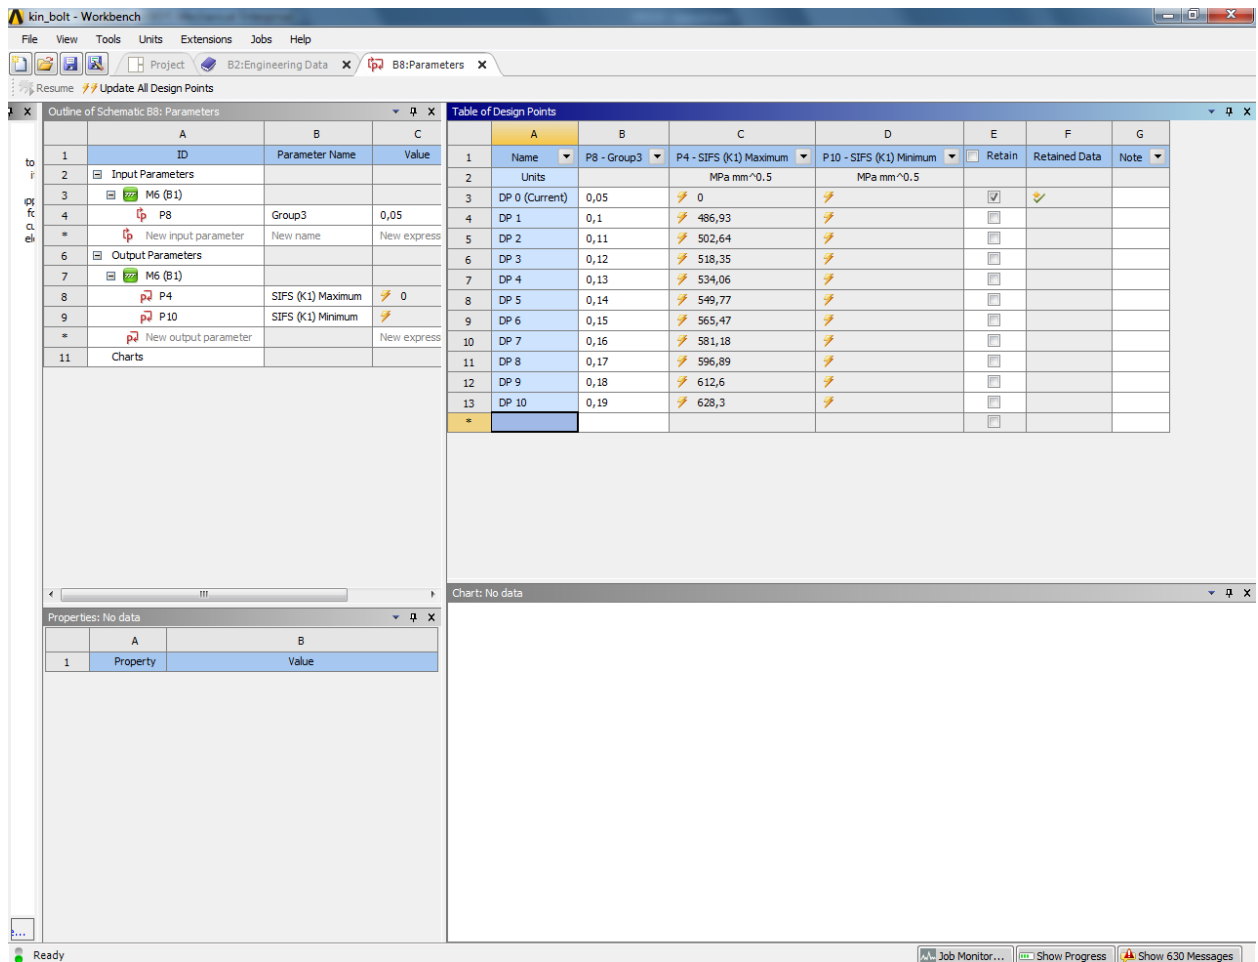 kin_bolt - Workbench
File View Tools Units Extensions Jobs Help
Project B2:Engineering Data B8:Parameters
Resume Update All Design Points
Outline of Schematic B8: Parameters
A B C
1 ID Parameter Name Value
2 Input Parameters
3 M6 (B1)
4 P8 Group3 0,05
* New input parameter New name New express
6 Output Parameters
7 M6 (B1)
8 P4 SIFS (K1) Maximum 0
9 P10 SIFS (K1) Minimum
* New output parameter New express
11 Charts
Table of Design Points
A B C D E F G
1 Name P8 - Group3 P4 - SIFS (K1) Maximum P10 - SIFS (K1) Minimum Retain Retained Data Note
2 Units MPa mm^0.5 MPa mm^0.5
3 DP 0 (Current) 0,05 0
4 DP 1 0,1 486,93
5 DP 2 0,11 502,64
6 DP 3 0,12 518,35
7 DP 4 0,13 534,06
8 DP 5 0,14 549,77
9 DP 6 0,15 565,47
10 DP 7 0,16 581,18
11 DP 8 0,17 596,89
12 DP 9 0,18 612,6
13 DP 10 0,19 628,3
*
Properties: No data
A B
1 Property Value
Chart: No data
Ready
Job Monitor... Show Progress Show 630 Messages